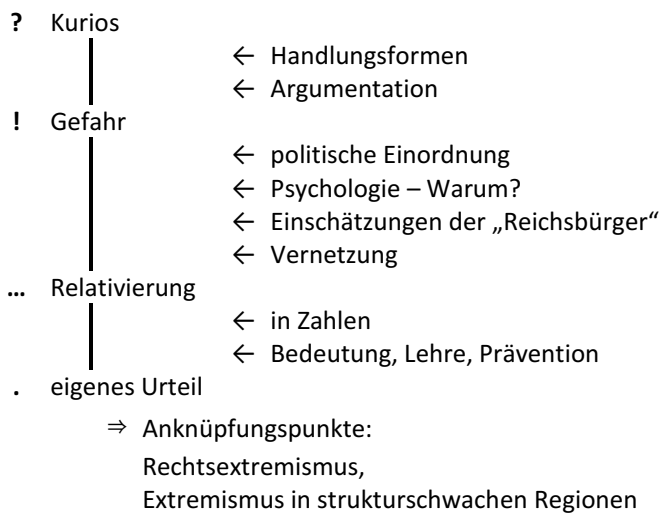 ? Kurios
← Handlungsformen
← Argumentation
! Gefahr
← politische Einordnung
← Psychologie – Warum?
← Einschätzungen der „Reichsbürger“
← Vernetzung
… Relativierung
← in Zahlen
← Bedeutung, Lehre, Prävention
. eigenes Urteil
⇒ Anknüpfungspunkte:
Rechtsextremismus,
Extremismus in strukturschwachen Regionen